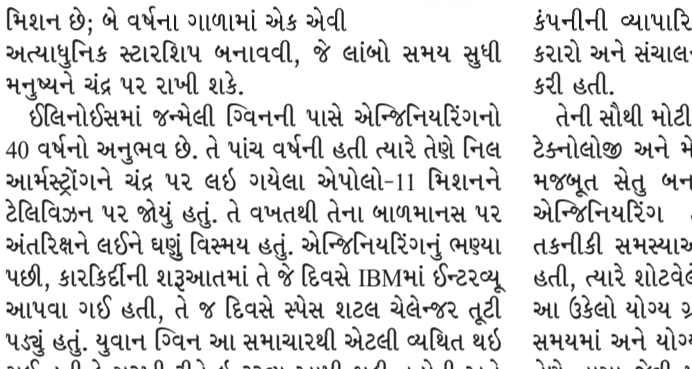 મિશન છે; બે વર્ષના ગાળામાં એક એવી
અત્યાધુનિક સ્ટારશિપ બનાવવી, જે લાંબો સમય સુધી
મનુષ્યને ચંદ્ર પર રાખી શકે.
ઈલિનોઈસમાં જન્મેલી ગ્વિનની પાસે એન્જિનિયરિંગનો
40 વર્ષનો અનુભવ છે. તે પાંચ વર્ષની હતી ત્યારે તેણે નિલ
આર્મસ્ટ્રોંગને ચંદ્ર પર લઇ ગયેલા એપોલો-11 મિશનને
ટેલિવિઝન પર જોયું હતું. તે વખતથી તેના બાળમાનસ પર
અંતરિક્ષને લઈને ઘણું વિસ્મય હતું. એન્જિનિયરિંગનું ભણ્યા
પછી, કારકિર્દીની શરૂઆતમાં તે જે દિવસે IBMમાં ઈન્ટરવ્યૂ
આપવા ગઈ હતી, તે જ દિવસે સ્પેસ શટલ ચેલેન્જર તૂટી
પડ્યું હતું. યુવાન ગ્વિન આ સમાચારથી એટલી વ્યથિત થઇ
કંપનીની
કરારો અને
કરી હતી.
તેની સૌથી મોટી
ટેક્નોલોજી અને
મજબૂત સેતુ
એન્જિનિયરિંગ
તકનીકી
હતી, ત્યારે
આ ઉકેલો યોગ્ય
સમયમાં અને